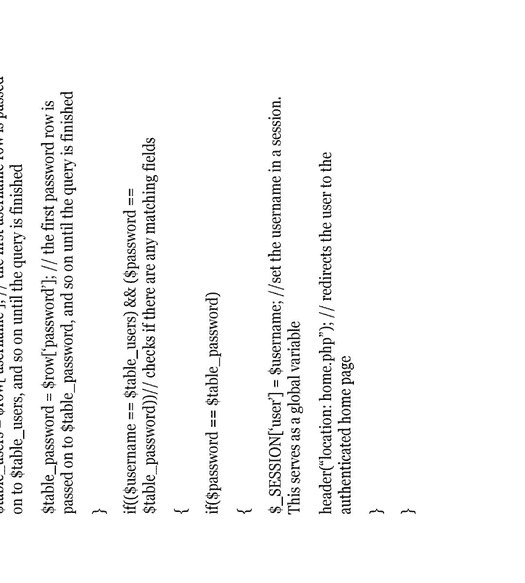 on to $table_users, and so on until the query is finished
$table_password = $row['password']; // the first password row is
passed on to $table_password, and so on until the query is finished
}
if(($username == $table_users) && ($password ==
$table_password))// checks if there are any matching fields
{
if($password == $table_password)
{
$_SESSION['user'] = $username; //set the username in a session.
This serves as a global variable
header("location: home.php"); // redirects the user to the
authenticated home page
}
}